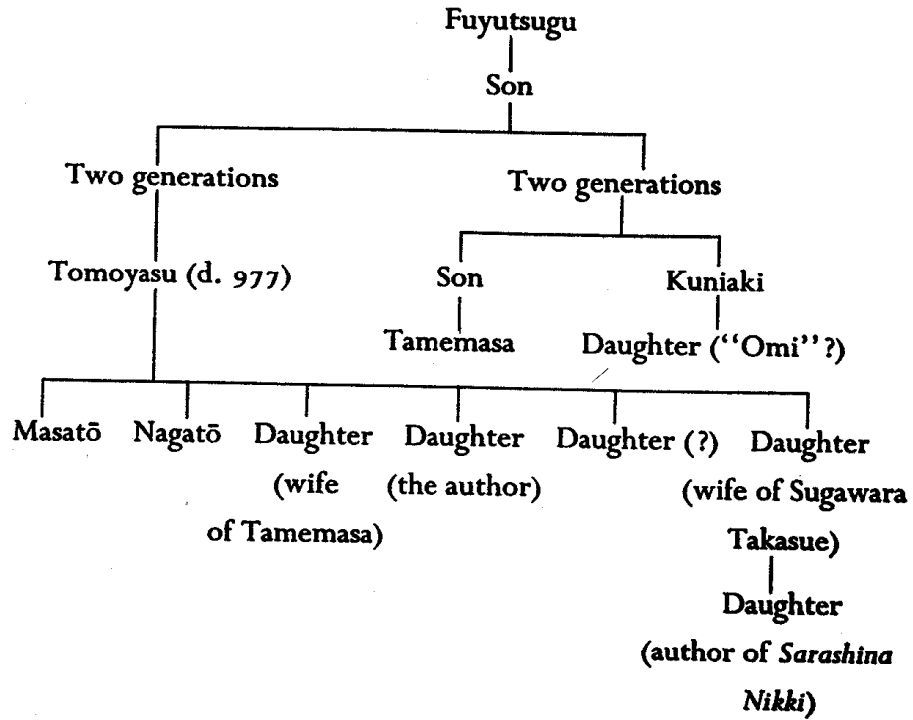 Fuyutsugu
Son
Two generations Two generations
Tomoyasu (d. 977) Son Kuniaki
Tamemasa Daughter (“Omi”?)
Masatō Nagatō Daughter Daughter Daughter (?) Daughter
(wife (the author) (wife of Sugawara
of Tamemasa) Takasue)
Daughter
(author of Sarashina
Nikki)